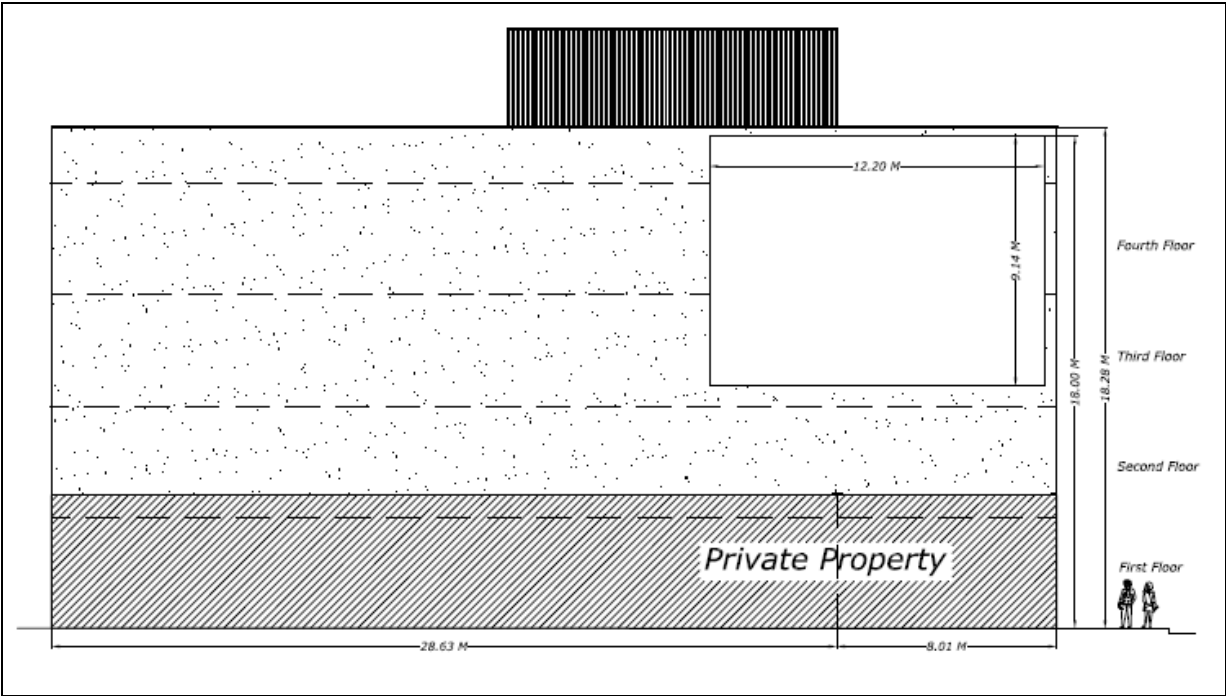 12.20 M
9.14 M
Fourth Floor
Third Floor
18.00 M
18.28 M
Second Floor
Private Property
First Floor
28.63 M
8.01 M